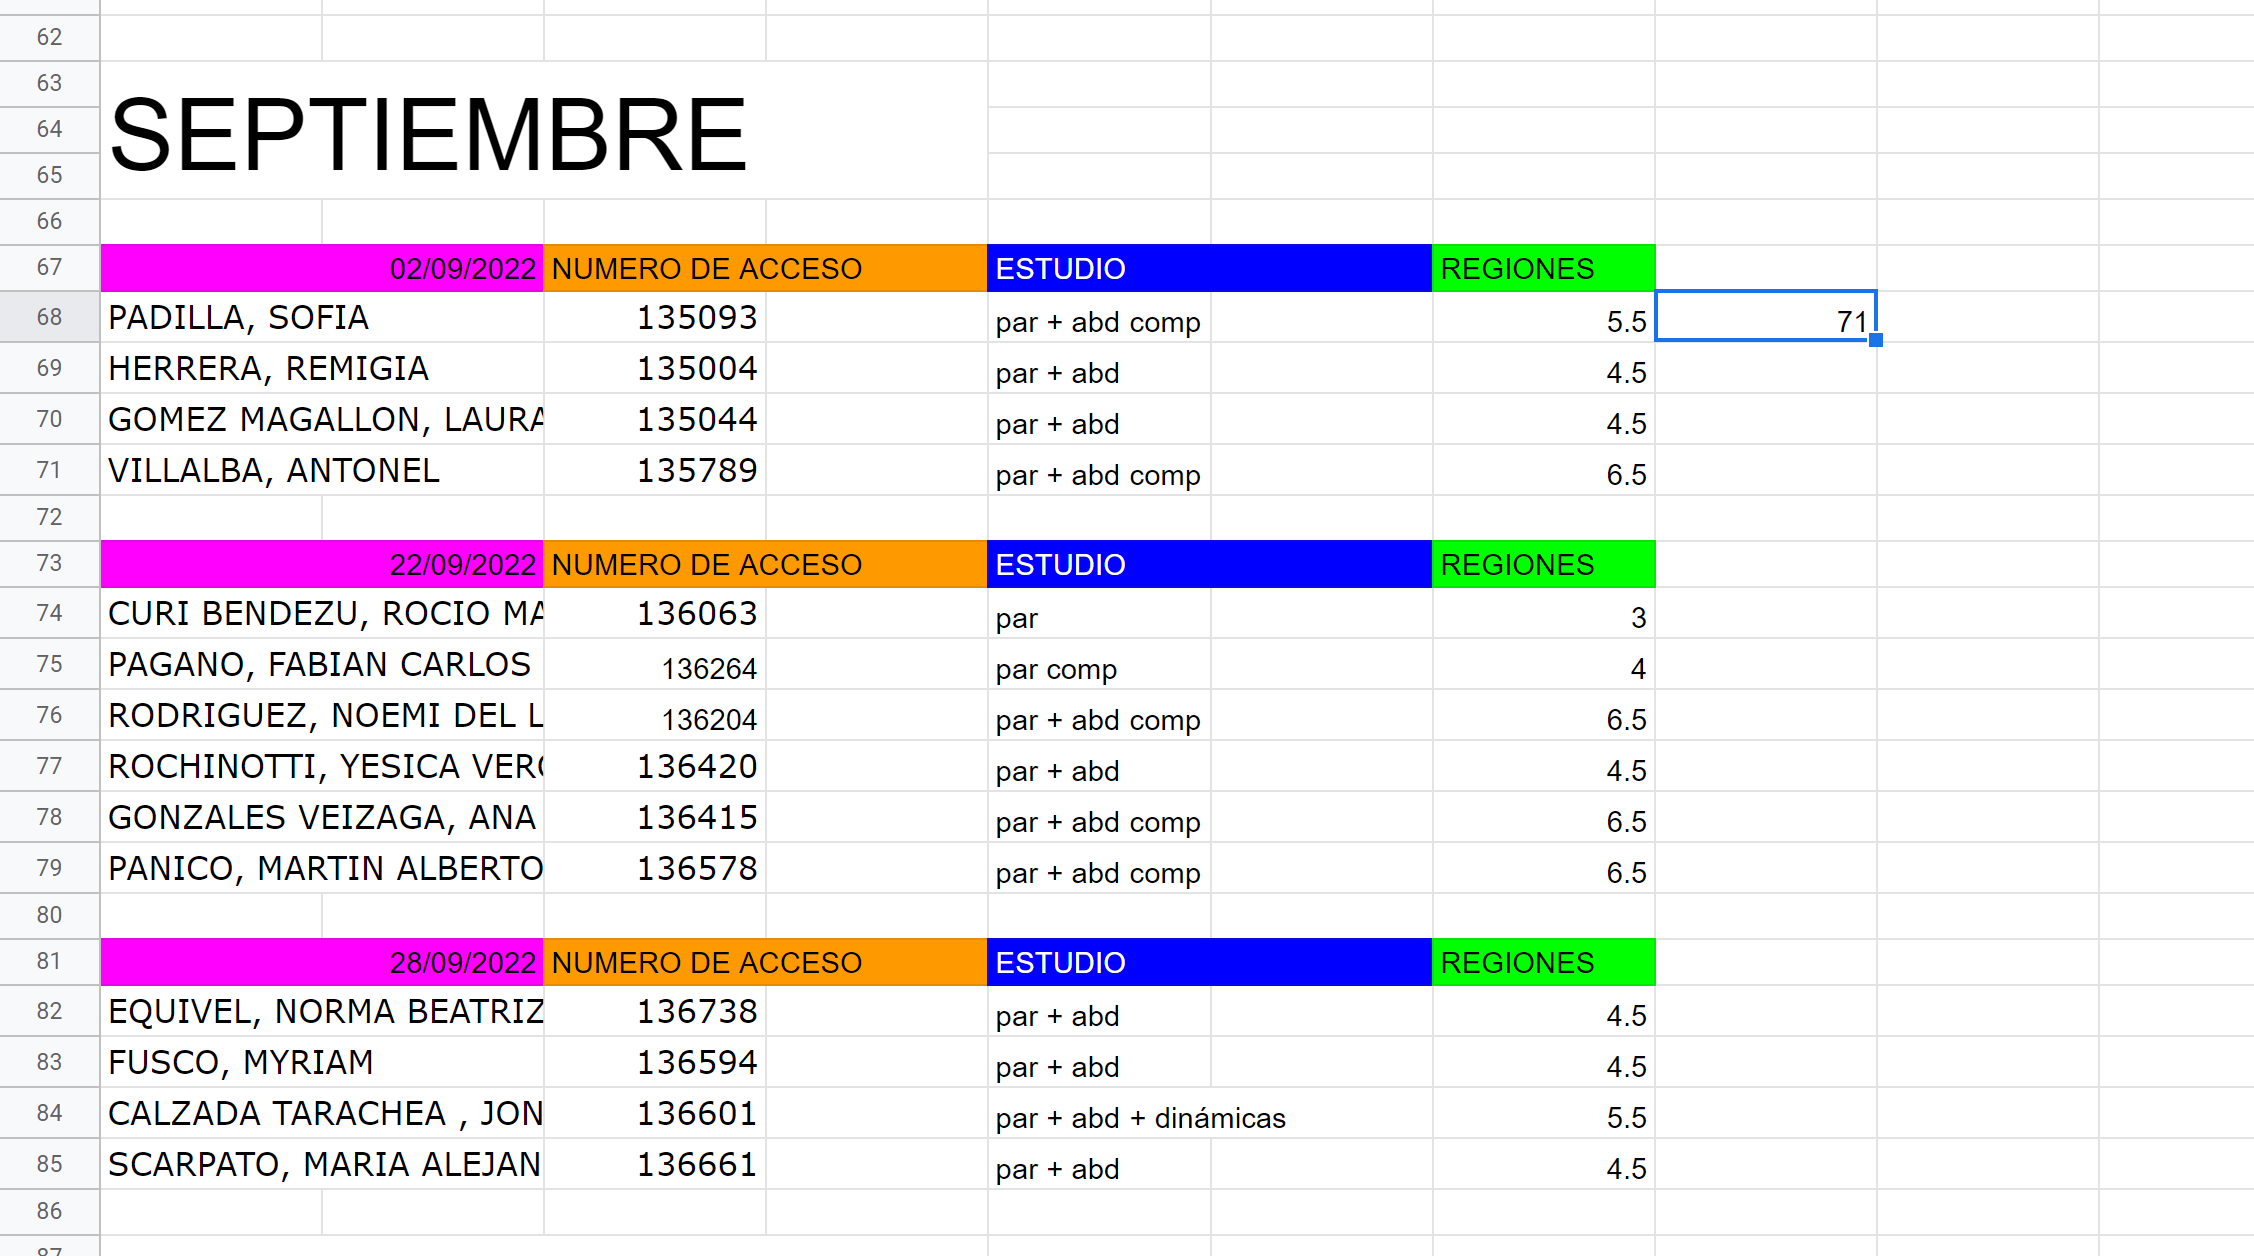 62
63
64
65
SEPTIEMBRE
66
67 02/09/2022 NUMERO DE ACCESO ESTUDIO REGIONES
68 PADILLA, SOFIA 135093 par + abd comp 5.5 71
69 HERRERA, REMIGIA 135004 par + abd 4.5
70 GOMEZ MAGALLON, LAURA 135044 par + abd 4.5
71 VILLALBA, ANTONEL 135789 par + abd comp 6.5
72
73 22/09/2022 NUMERO DE ACCESO ESTUDIO REGIONES
74 CURI BENDEZU, ROCIO MA 136063 par 3
75 PAGANO, FABIAN CARLOS 136264 par comp 4
76 RODRIGUEZ, NOEMI DEL L 136204 par + abd comp 6.5
77 ROCHINOTTI, YESICA VERO 136420 par + abd 4.5
78 GONZALES VEIZAGA, ANA 136415 par + abd comp 6.5
79 PANICO, MARTIN ALBERTO 136578 par + abd comp 6.5
80
81 28/09/2022 NUMERO DE ACCESO ESTUDIO REGIONES
82 EQUIVEL, NORMA BEATRIZ 136738 par + abd 4.5
83 FUSCO, MYRIAM 136594 par + abd 4.5
84 CALZADA TARACHEA , JON 136601 par + abd + dinámicas 5.5
85 SCARPATO, MARIA ALEJAN 136661 par + abd 4.5
86
87